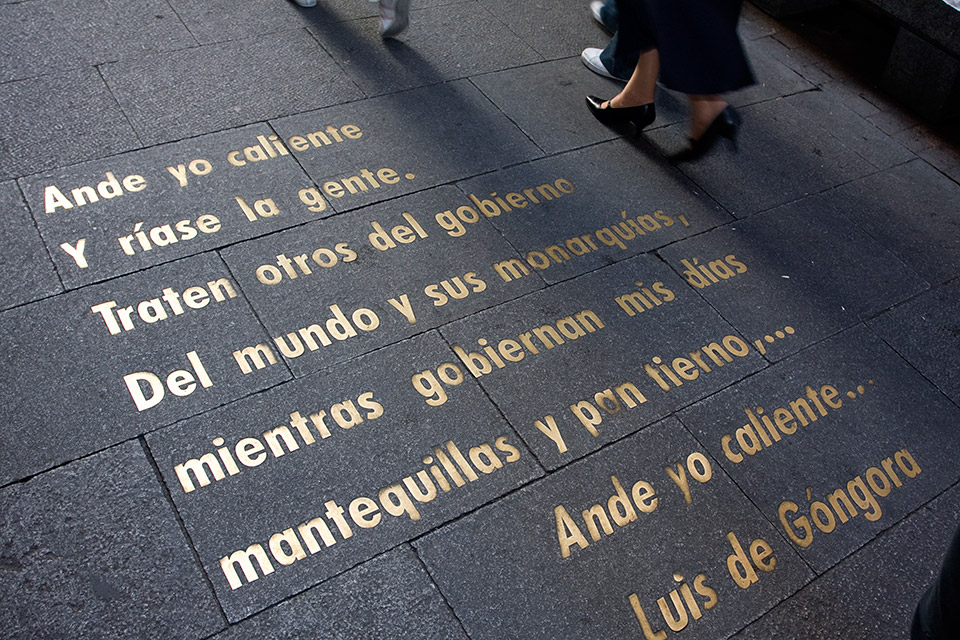 Ande yo caliente
Y ríase la gente.
Traten otros del gobierno
Del mundo y sus monarquías,
mientras gobiernan mis días
mantequillas y pan tierno,...
Ande yo caliente...
Luis de Góngora